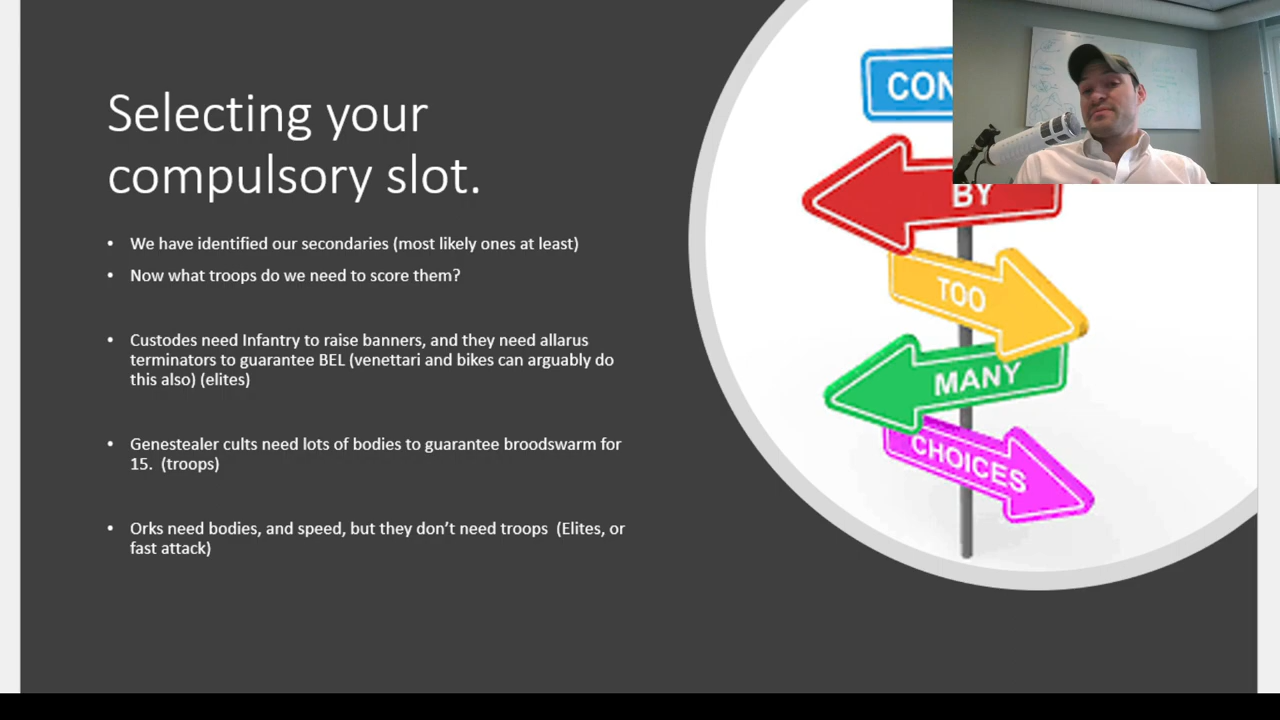 Selecting your
compulsory slot.
• We have identified our secondaries (most likely ones at least)
• Now what troops do we need to score them?
• Custodes need Infantry to raise banners, and they need allarus
terminators to guarantee BEL (venettari and bikes can arguably do
this also) (elites)
• Genestealer cults need lots of bodies to guarantee broodswarm for
15.  (troops)
• Orks need bodies, and speed, but they don't need troops  (Elites, or
fast attack)
BY
TOO
MANY
CHOICES